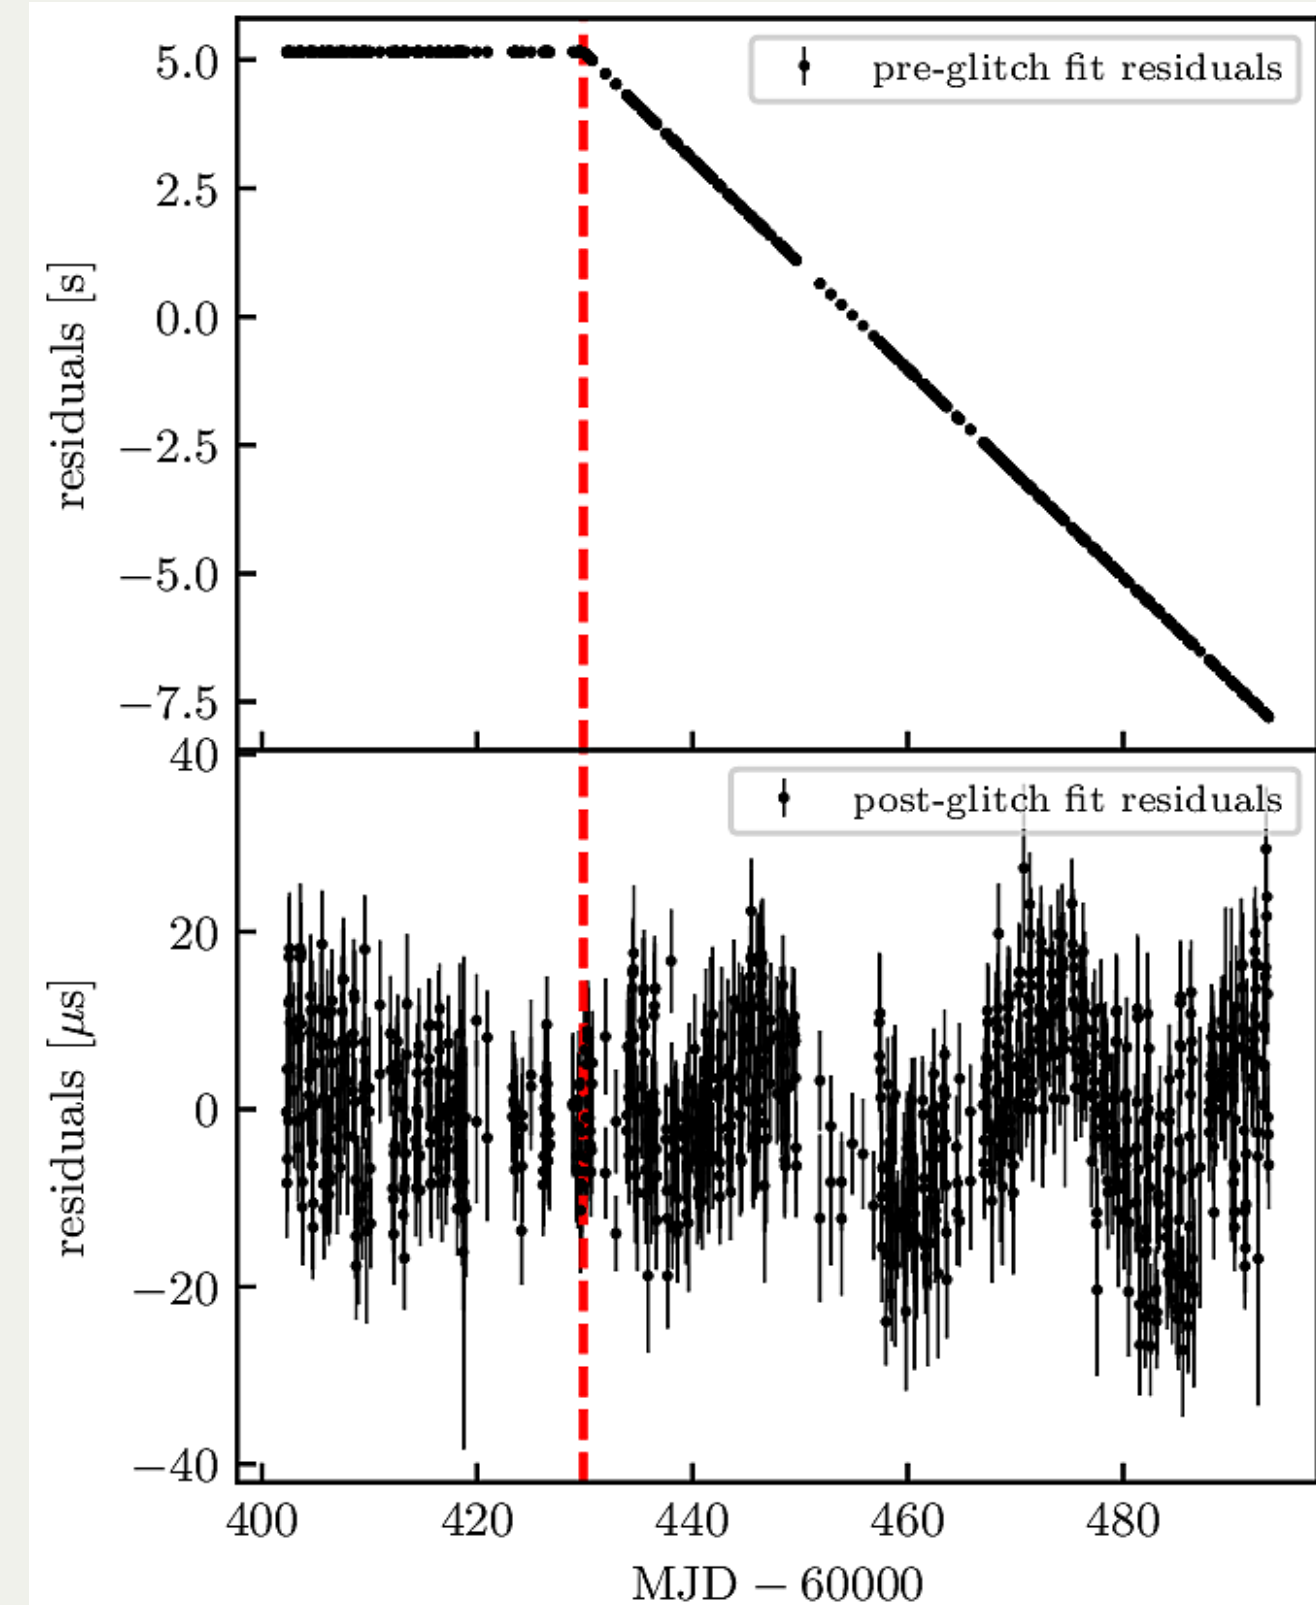 pre-glitch fit residuals
5.0
2.5
0.0
−2.5
−5.0
−7.5
residuals [s]
post-glitch fit residuals
40
20
0
−20
−40
residuals [μs]
400 420 440 460 480
MJD − 60000